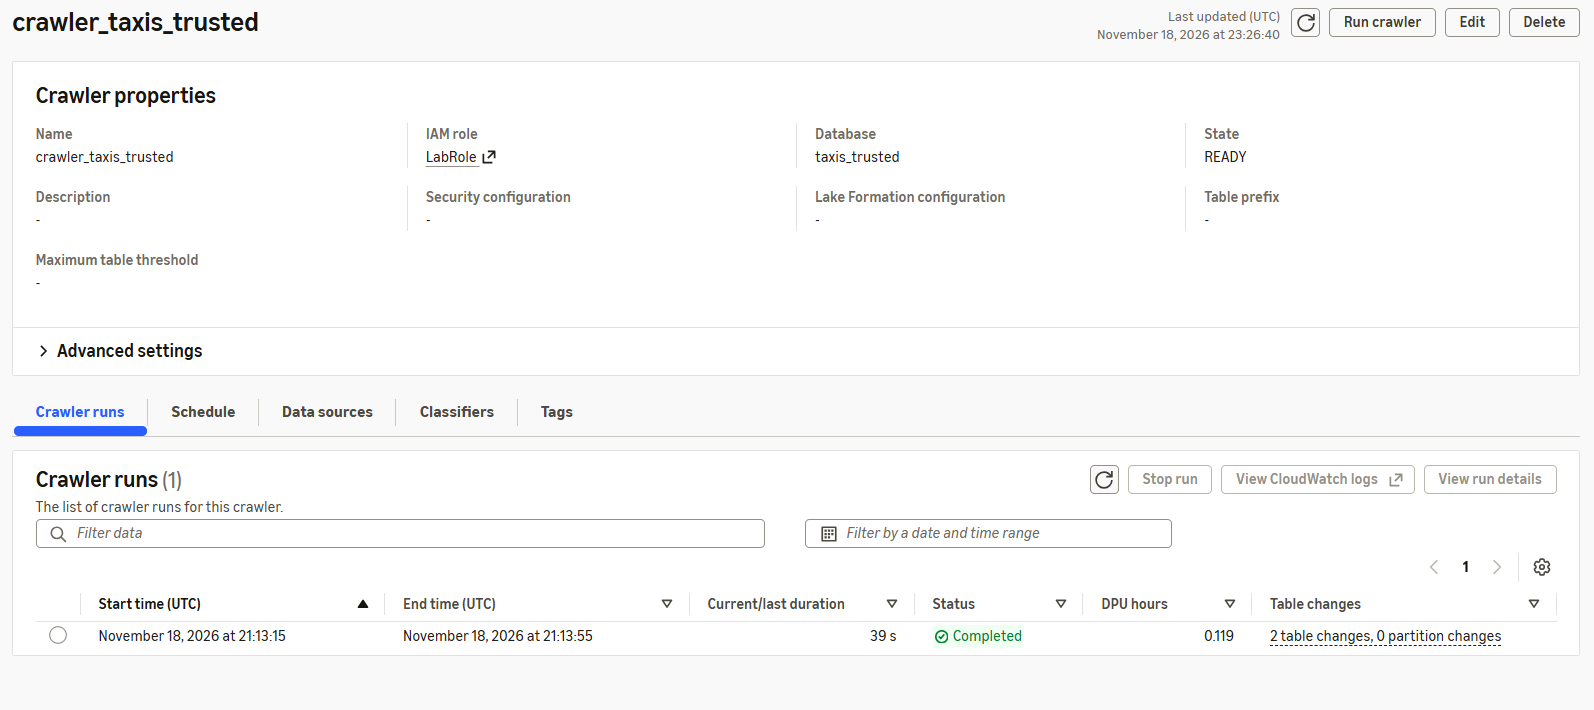 crawler_taxis_trusted
Last updated (UTC)
November 18, 2026 at 23:26:40
Run crawler
Edit
Delete
Crawler properties
Name
crawler_taxis_trusted
IAM role
LabRole
Database
taxis_trusted
State
READY
Description
-
Security configuration
-
Lake Formation configuration
-
Table prefix
-
Maximum table threshold
-
Advanced settings
Crawler runs
Schedule
Data sources
Classifiers
Tags
Crawler runs (1)
The list of crawler runs for this crawler.
Stop run
View CloudWatch logs
View run details
Filter data
Filter by a date and time range
1
Start time (UTC) End time (UTC) Current/last duration Status DPU hours Table changes
November 18, 2026 at 21:13:15 November 18, 2026 at 21:13:55 39 s Completed 0.119 2 table changes, 0 partition changes